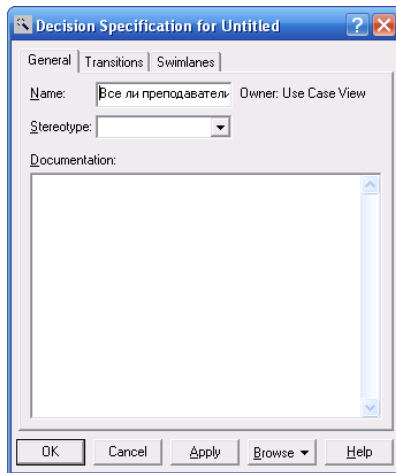 Decision Specification for Untitled
General Transitions Swimlanes
Name: Все ли преподаватель Owner: Use Case View
Stereotype:
Documentation:
OK Cancel Apply Browse Help